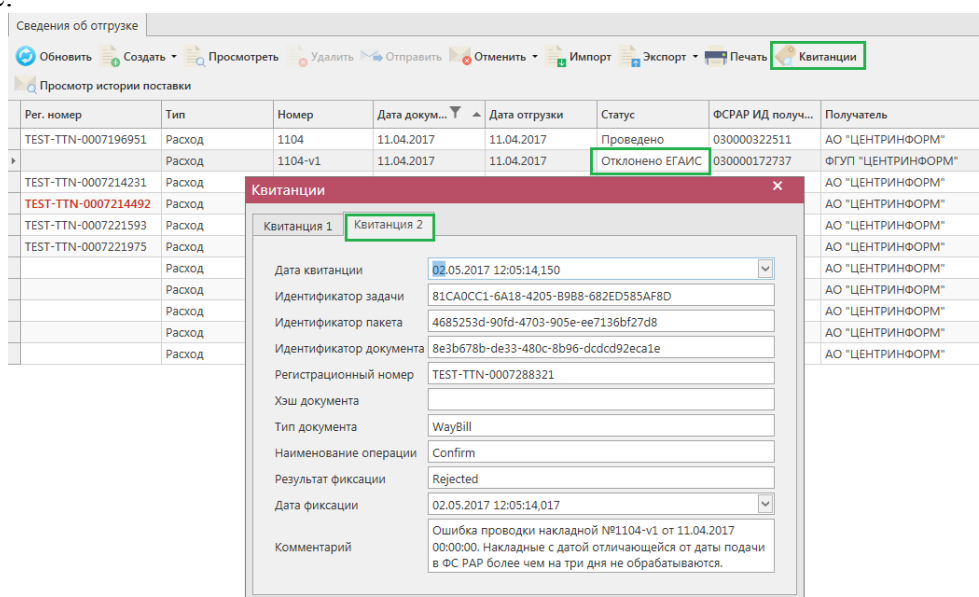 Сведения об отгрузке
Обновить Создать Просмотреть Удалить Отправить Отменить Импорт Экспорт Печать Квитанции
Просмотр истории поставки
Рег. номер Тип Номер Дата докум... Дата отгрузки Статус ФСРАР ИД получ... Получатель
TEST-TTN-0007196951 Расход 1104 11.04.2017 11.04.2017 Проведено 030000322511 АО "ЦЕНТРИНФОРМ"
Расход 1104-v1 11.04.2017 11.04.2017 Отклонено ЕГАИС 030000172737 ФГУП "ЦЕНТРИНФОРМ"
TEST-TTN-0007214231 Расход АО "ЦЕНТРИНФОРМ"
TEST-TTN-0007214492 Расход АО "ЦЕНТРИНФОРМ"
TEST-TTN-0007221593 Расход АО "ЦЕНТРИНФОРМ"
TEST-TTN-0007221975 Расход АО "ЦЕНТРИНФОРМ"
Расход АО "ЦЕНТРИНФОРМ"
Расход АО "ЦЕНТРИНФОРМ"
Расход АО "ЦЕНТРИНФОРМ"
Расход АО "ЦЕНТРИНФОРМ"
Расход АО "ЦЕНТРИНФОРМ"
Квитанции
Квитанция 1 Квитанция 2
Дата квитанции 02.05.2017 12:05:14,150
Идентификатор задачи 81CA0CC1-6A18-4205-B9B8-682ED585AF8D
Идентификатор пакета 4685253d-90fd-4703-905e-ee7136bf27d8
Идентификатор документа 8e3b678b-de33-480c-8b96-dcdcd92eca1e
Регистрационный номер TEST-TTN-0007288321
Хэш документа
Тип документа WayBill
Наименование операции Confirm
Результат фиксации Rejected
Дата фиксации 02.05.2017 12:05:14,017
Комментарий Ошибка проводки накладной №1104-v1 от 11.04.2017
00:00:00. Накладные с датой отличающейся от даты подачи
в ФС РАР более чем на три дня не обрабатываются.